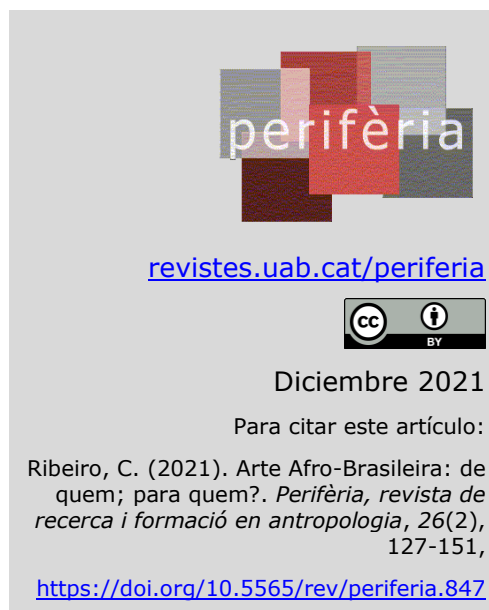 perifèria
revistes.uab.cat/periferia
cc BY
Diciembre 2021
Para citar este artículo:
Ribeiro, C. (2021). Arte Afro-Brasileira: de
quem; para quem?. Perifèria, revista de
recerca i formació en antropologia, 26(2),
127-151,
https://doi.org/10.5565/rev/periferia.847